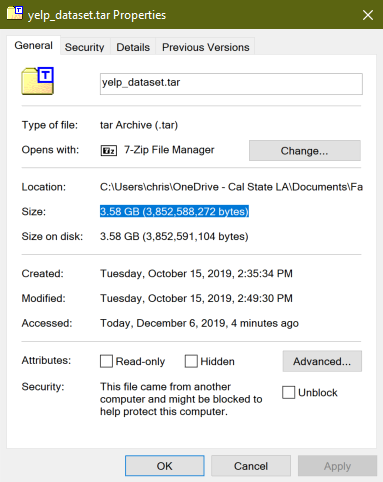 yelp_dataset.tar Properties
General Security Details Previous Versions
T
yelp_dataset.tar
Type of file: tar Archive (.tar)
Opens with: 7z 7-Zip File Manager Change...
Location: C:\Users\chris\OneDrive - Cal State LA\Documents\Fa
Size: 3.58 GB (3,852,588,272 bytes)
Size on disk: 3.58 GB (3,852,591,104 bytes)
Created: Tuesday, October 15, 2019, 2:35:34 PM
Modified: Tuesday, October 15, 2019, 2:49:30 PM
Accessed: Today, December 6, 2019, 4 minutes ago
Attributes: Read-only Hidden Advanced...
Security: This file came from another
computer and might be blocked to
help protect this computer.
Unblock
OK Cancel Apply